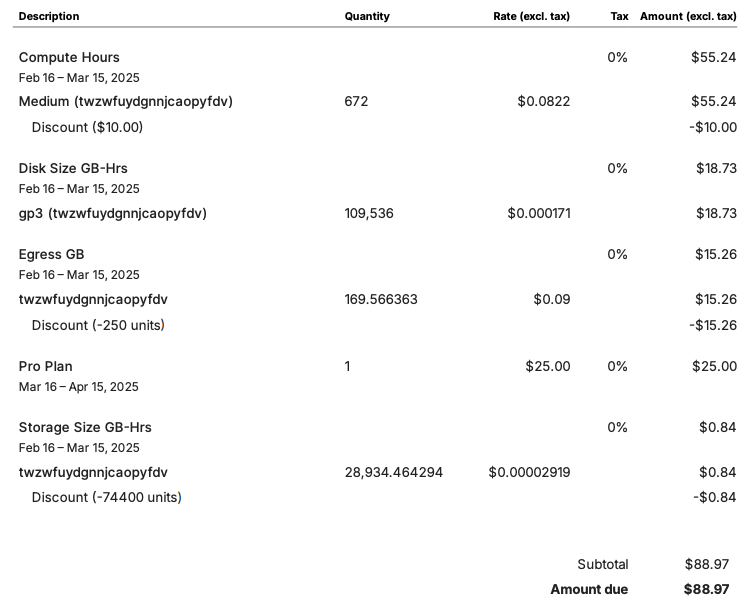 Description Quantity Rate (excl. tax) Tax Amount (excl. tax)
Compute Hours 0% $55.24
Feb 16 – Mar 15, 2025
Medium (twzwfuydgnnjcaopyfdv) 672 $0.0822 $55.24
Discount ($10.00) -$10.00
Disk Size GB-Hrs 0% $18.73
Feb 16 – Mar 15, 2025
gp3 (twzwfuydgnnjcaopyfdv) 109,536 $0.000171 $18.73
Egress GB 0% $15.26
Feb 16 – Mar 15, 2025
twzwfuydgnnjcaopyfdv 169.566363 $0.09 $15.26
Discount (-250 units) -$15.26
Pro Plan 1 $25.00 0% $25.00
Mar 16 – Apr 15, 2025
Storage Size GB-Hrs 0% $0.84
Feb 16 – Mar 15, 2025
twzwfuydgnnjcaopyfdv 28,934.464294 $0.00002919 $0.84
Discount (-74400 units) -$0.84
Subtotal $88.97
Amount due $88.97